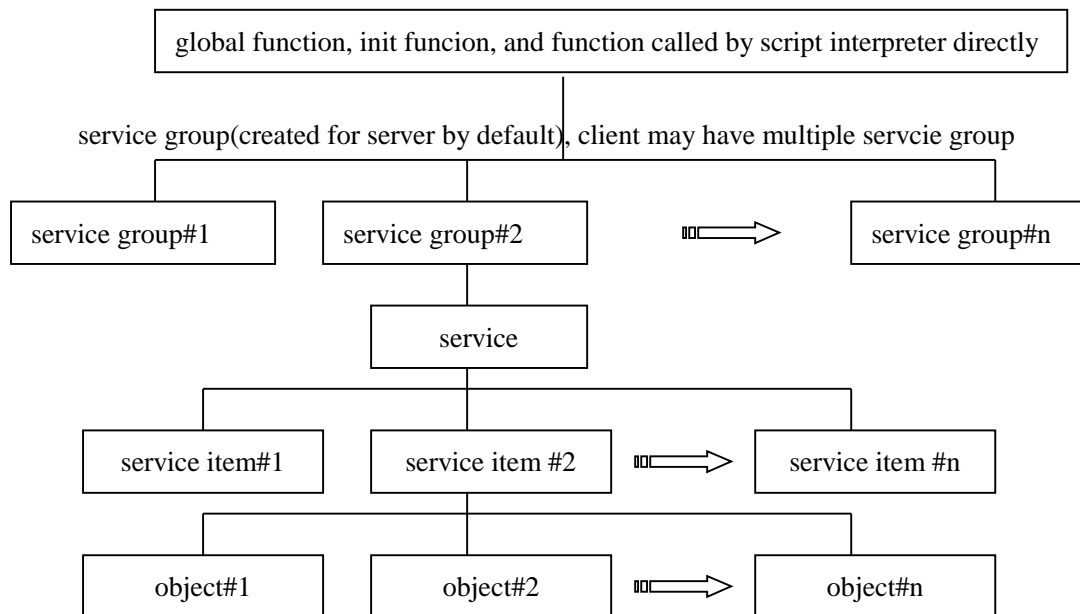 global function, init funcion, and function called by script interpreter directly
service group(created for server by default), client may have multiple servcie group
service group#1 service group#2 service group#n
service
service item#1 service item #2 service item #n
object#1 object#2 object#n